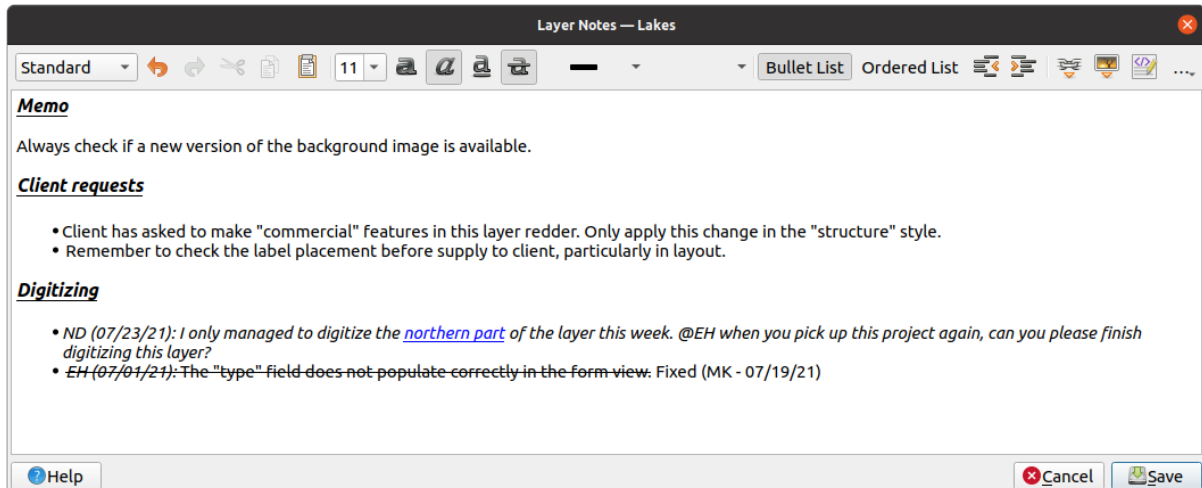 Layer Notes — Lakes
Standard 11 a a a a Bullet List Ordered List ...
Memo
Always check if a new version of the background image is available.
Client requests
• Client has asked to make "commercial" features in this layer redder. Only apply this change in the "structure" style.
• Remember to check the label placement before supply to client, particularly in layout.
Digitizing
• ND (07/23/21): I only managed to digitize the northern part of the layer this week. @EH when you pick up this project again, can you please finish
digitizing this layer?
• EH (07/01/21): The "type" field does not populate correctly in the form view. Fixed (MK - 07/19/21)
Help Cancel Save